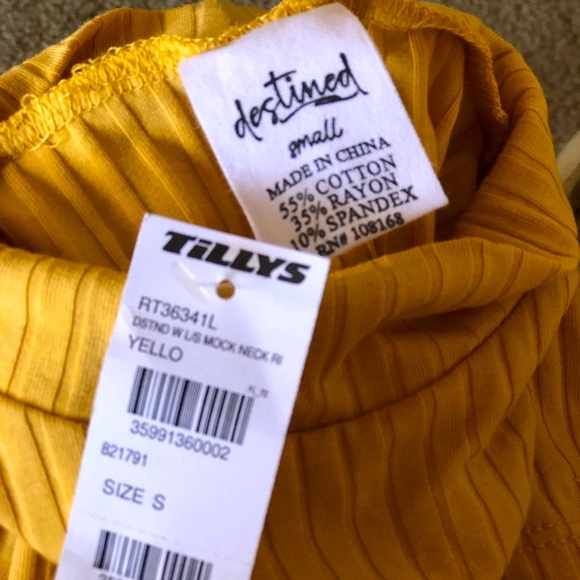 destined
small
MADE IN CHINA
55% COTTON
35% RAYON
10% SPANDEX
RN# 108168
TiLLYS
RT36341L
DSTND W L/S MOCK NECK RI
YELLO
35991360002
821791
SIZE S